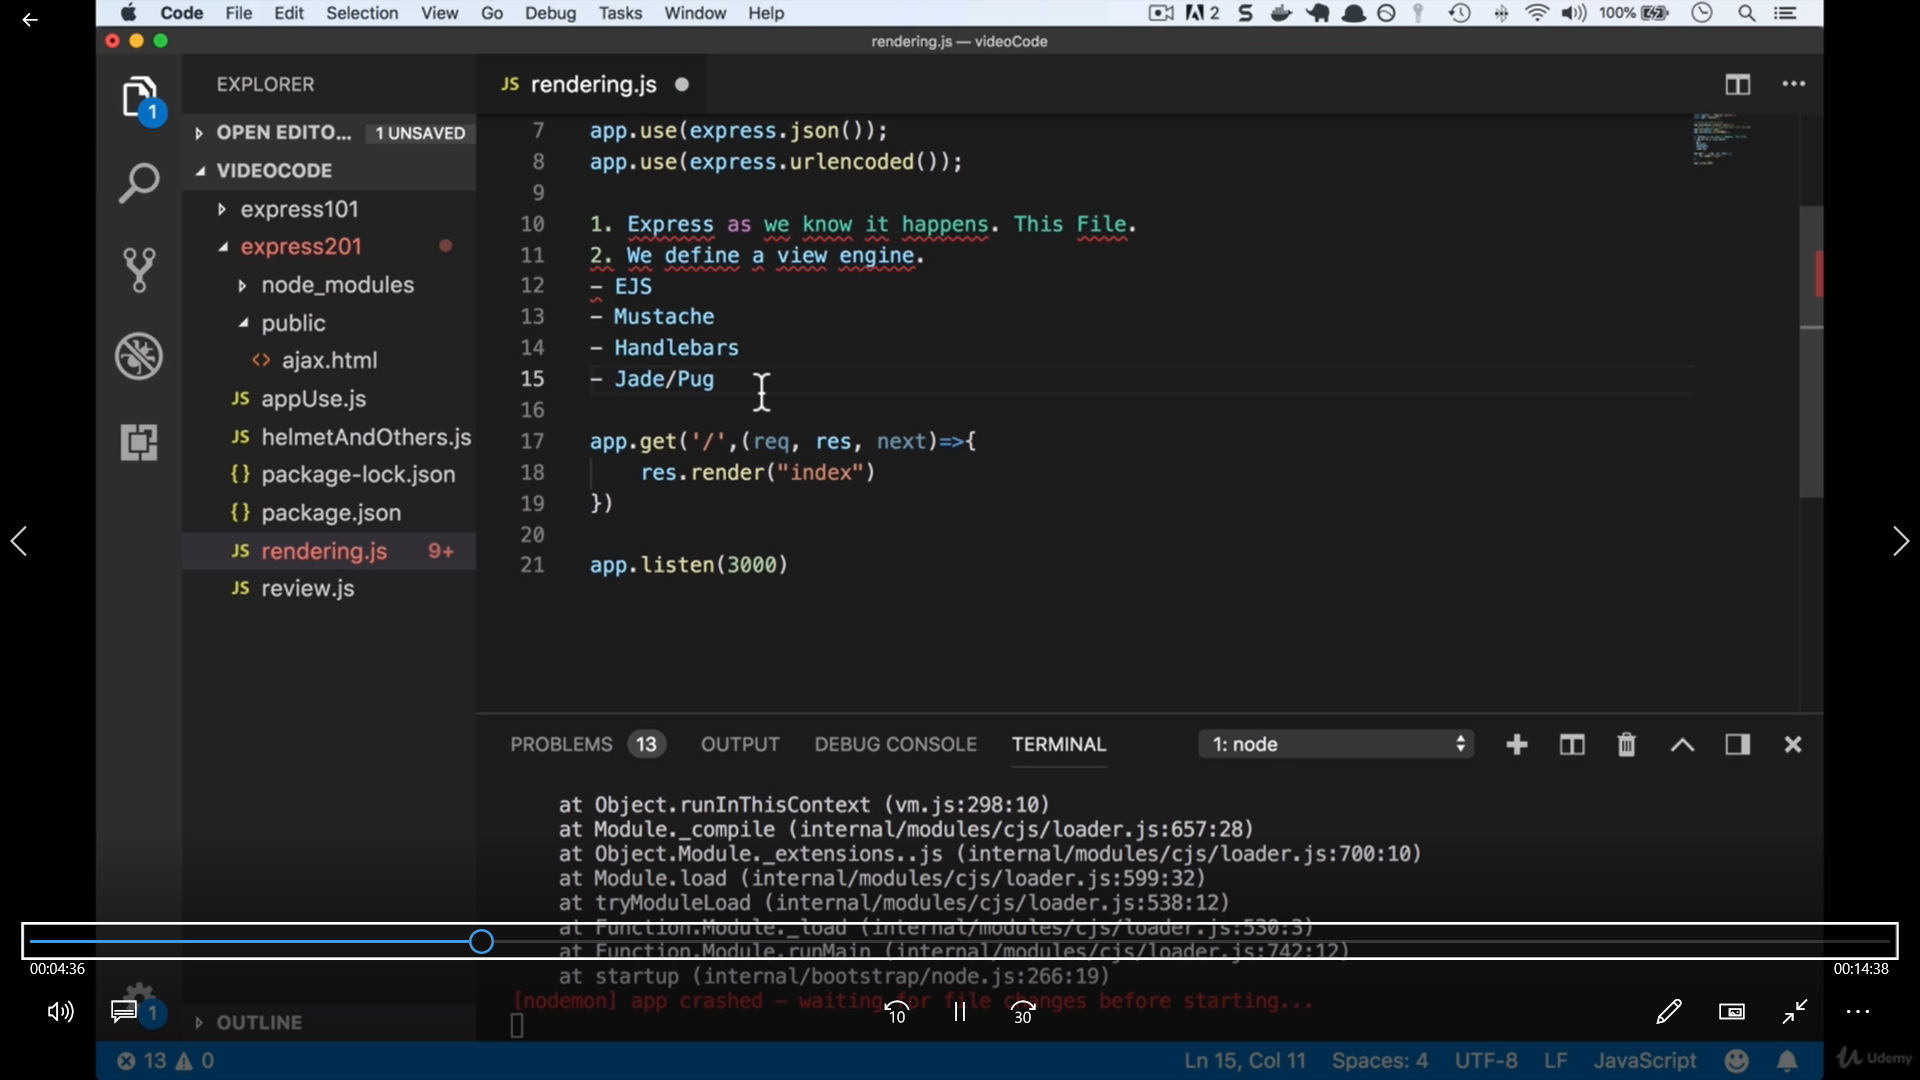 Code File Edit Selection View Go Debug Tasks Window Help 2 100%
rendering.js — videoCode
EXPLORER
JS rendering.js
1
OPEN EDITO... 1 UNSAVED
VIDEOCODE
express101
express201
node_modules
public
<> ajax.html
JS appUse.js
JS helmetAndOthers.js
{} package-lock.json
{} package.json
JS rendering.js 9+
JS review.js
OUTLINE
1
7 app.use(express.json());
8 app.use(express.urlencoded());
9
10 1. Express as we know it happens. This File.
11 2. We define a view engine.
12 - EJS
13 - Mustache
14 - Handlebars
15 - Jade/Pug
16
17 app.get('/',(req, res, next)=>{
18 res.render("index")
19 })
20
21 app.listen(3000)
PROBLEMS 13 OUTPUT DEBUG CONSOLE TERMINAL 1: node
at Object.runInThisContext (vm.js:298:10)
at Module._compile (internal/modules/cjs/loader.js:657:28)
at Object.Module._extensions..js (internal/modules/cjs/loader.js:700:10)
at Module.load (internal/modules/cjs/loader.js:599:32)
at tryModuleLoad (internal/modules/cjs/loader.js:538:12)
at Function.Module._load (internal/modules/cjs/loader.js:530:3)
at Function.Module.runMain (internal/modules/cjs/loader.js:742:12)
at startup (internal/bootstrap/node.js:266:19)
[nodemon] app crashed - waiting for file changes before starting...
00:04:36 00:14:38
10 30
13 0 Ln 15, Col 11 Spaces: 4 UTF-8 LF JavaScript
Udemy